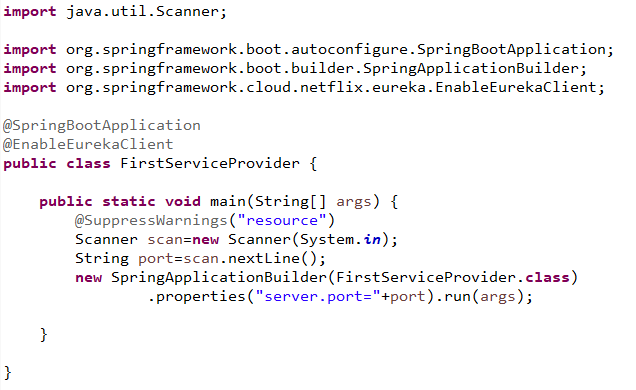 import java.util.Scanner;
import org.springframework.boot.autoconfigure.SpringBootApplication;
import org.springframework.boot.builder.SpringApplicationBuilder;
import org.springframework.cloud.netflix.eureka.EnableEurekaClient;
@SpringBootApplication
@EnableEurekaClient
public class FirstServiceProvider {
    public static void main(String[] args) {
        @SuppressWarnings("resource")
        Scanner scan=new Scanner(System.in);
        String port=scan.nextLine();
        new SpringApplicationBuilder(FirstServiceProvider.class)
                .properties("server.port="+port).run(args);
    }
}